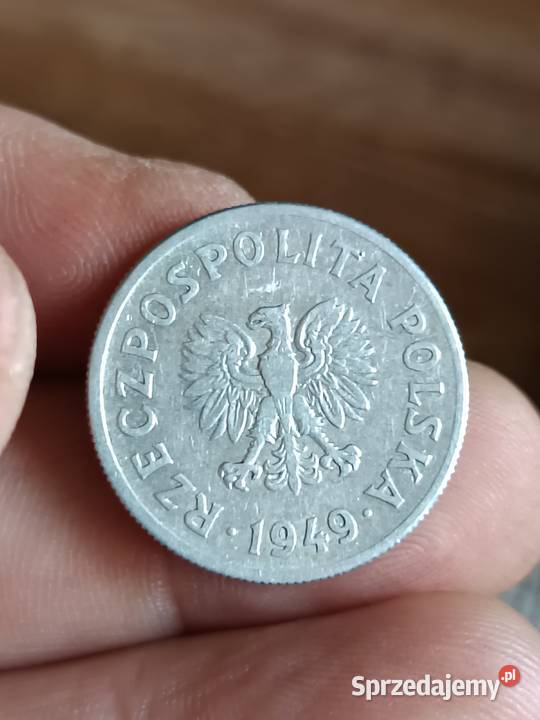 RZECZPOSPOLITA POLSKA
· 1949 ·
Sprzedajemy.pl